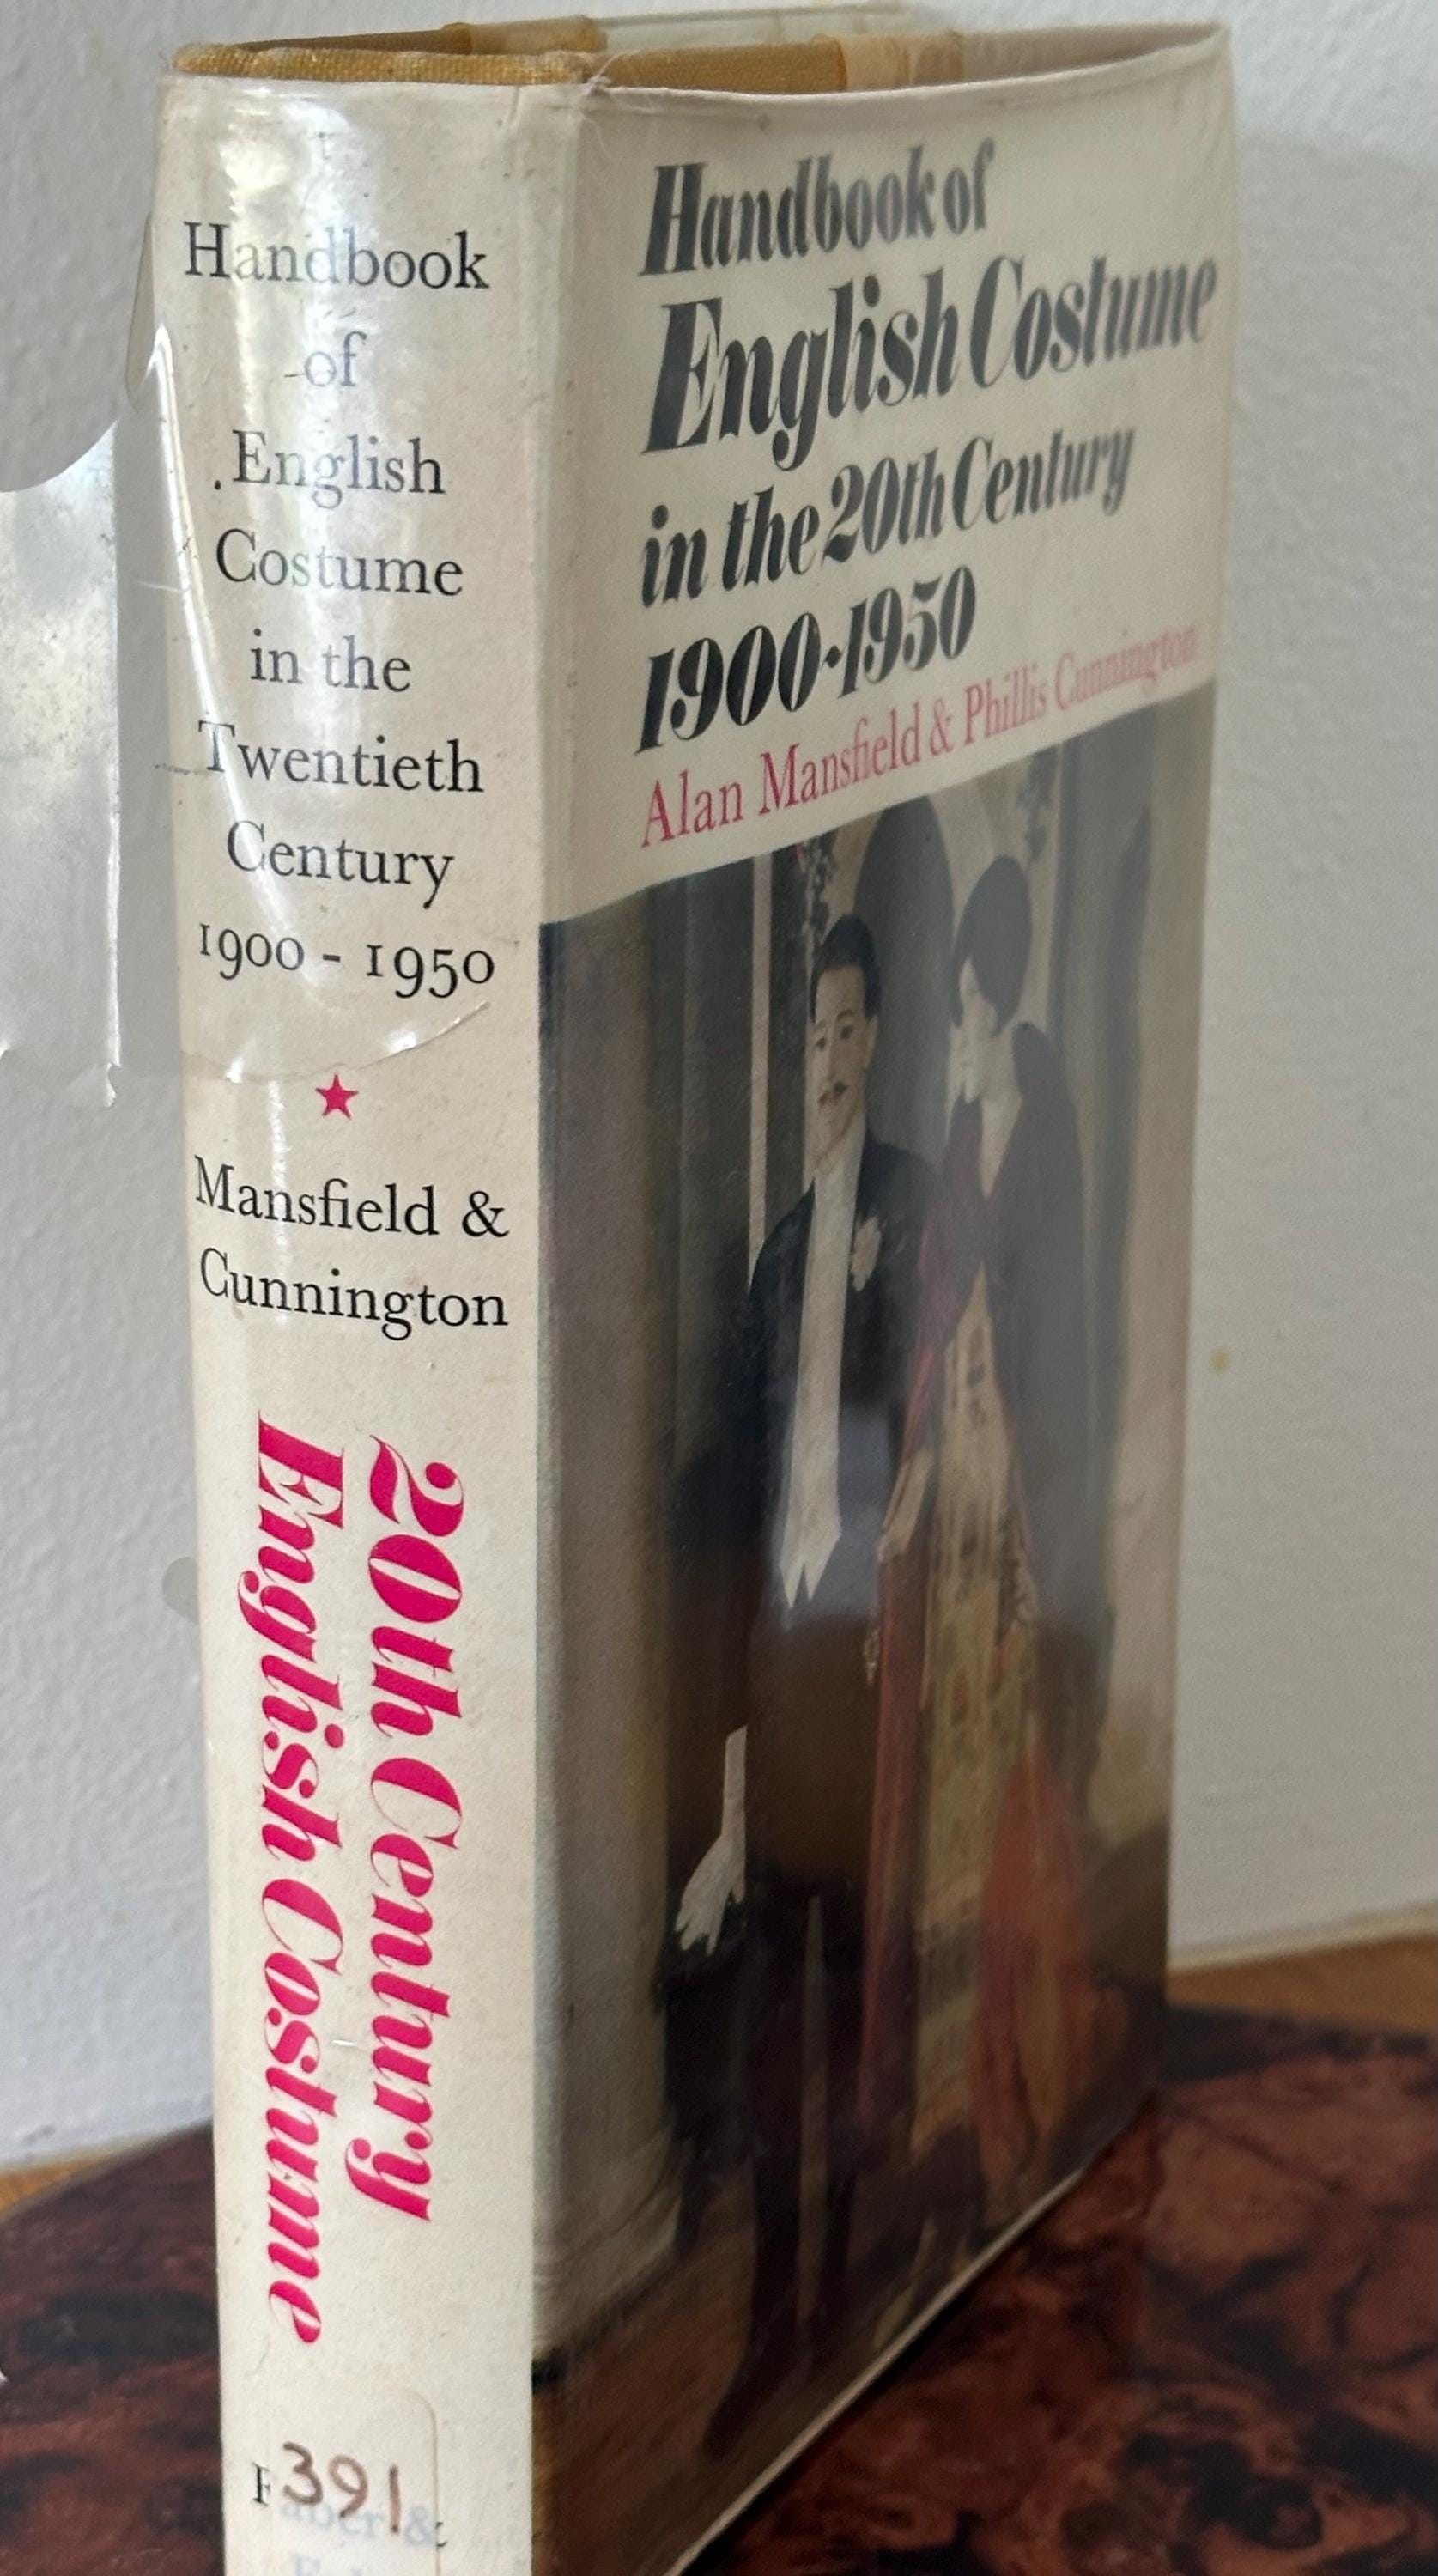 Handbook
of
English
Costume
in the
Twentieth
Century
1900 - 1950
Mansfield &
Cunnington
20th Century
English Costume
391
Handbook of
English Costume
in the 20th Century
1900·1950
Alan Mansfield & Phillis Cunnington